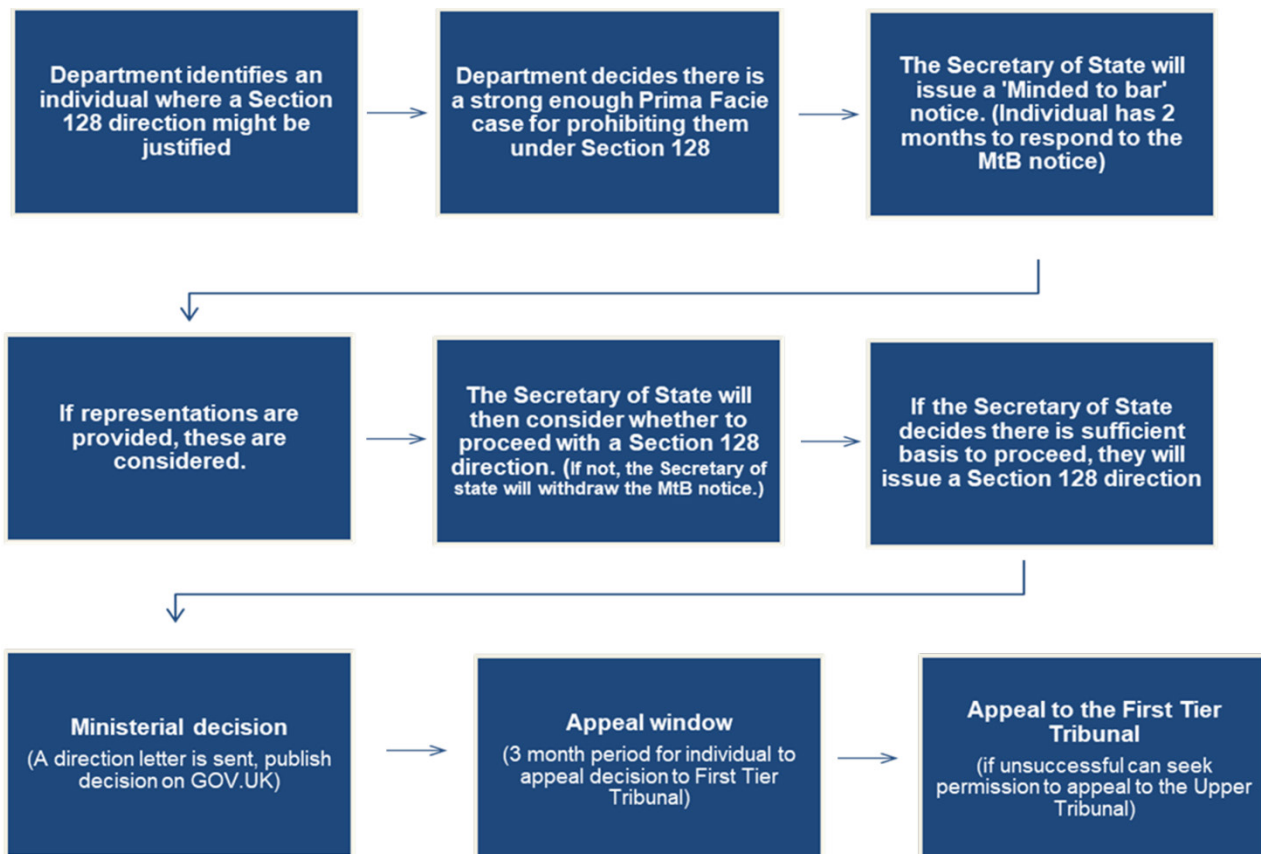 Department identifies an
individual where a Section
128 direction might be
justified
Department decides there is
a strong enough Prima Facie
case for prohibiting them
under Section 128
The Secretary of State will
issue a 'Minded to bar'
notice. (Individual has 2
months to respond to the
MtB notice)
If representations are
provided, these are
considered.
The Secretary of State will
then consider whether to
proceed with a Section 128
direction. (If not, the Secretary of
state will withdraw the MtB notice.)
If the Secretary of State
decides there is sufficient
basis to proceed, they will
issue a Section 128 direction
Ministerial decision
(A direction letter is sent, publish
decision on GOV.UK)
Appeal window
(3 month period for individual to
appeal decision to First Tier
Tribunal)
Appeal to the First Tier
Tribunal
(if unsuccessful can seek
permission to appeal to the Upper
Tribunal)